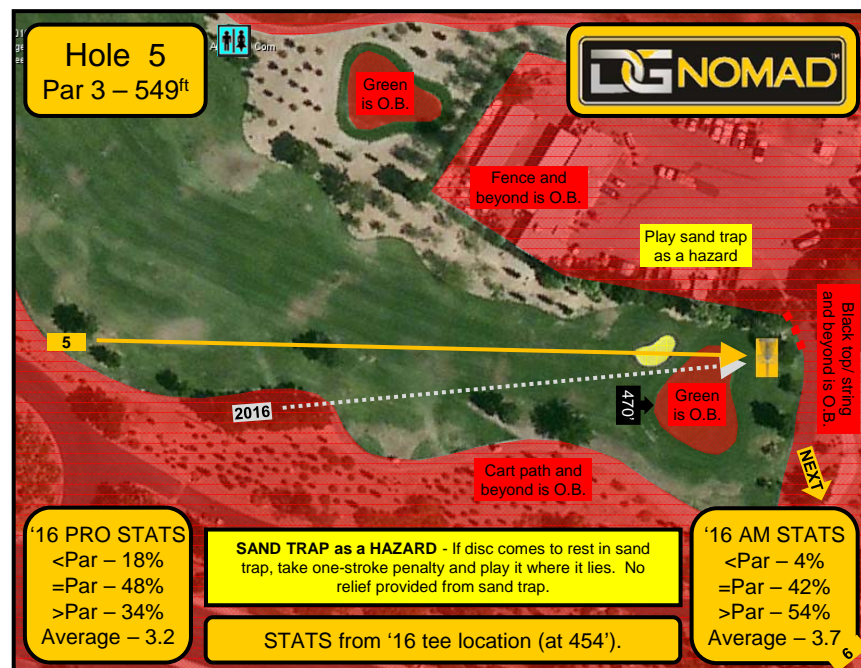 Hole 5
Par 3 – 549ft
Corn
DG NOMAD™
Green
is O.B.
Fence and
beyond is O.B.
Play sand trap
as a hazard
Black top/ string
and beyond is O.B.
5
2016
470'
Green
is O.B.
Cart path and
beyond is O.B.
NEXT
'16 PRO STATS
<Par – 18%
=Par – 48%
>Par – 34%
Average – 3.2
SAND TRAP as a HAZARD - If disc comes to rest in sand
trap, take one-stroke penalty and play it where it lies. No
relief provided from sand trap.
STATS from '16 tee location (at 454').
'16 AM STATS
<Par – 4%
=Par – 42%
>Par – 54%
Average – 3.7
6